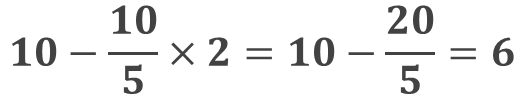 10 − 10/5 × 2 = 10 − 20/5 = 6